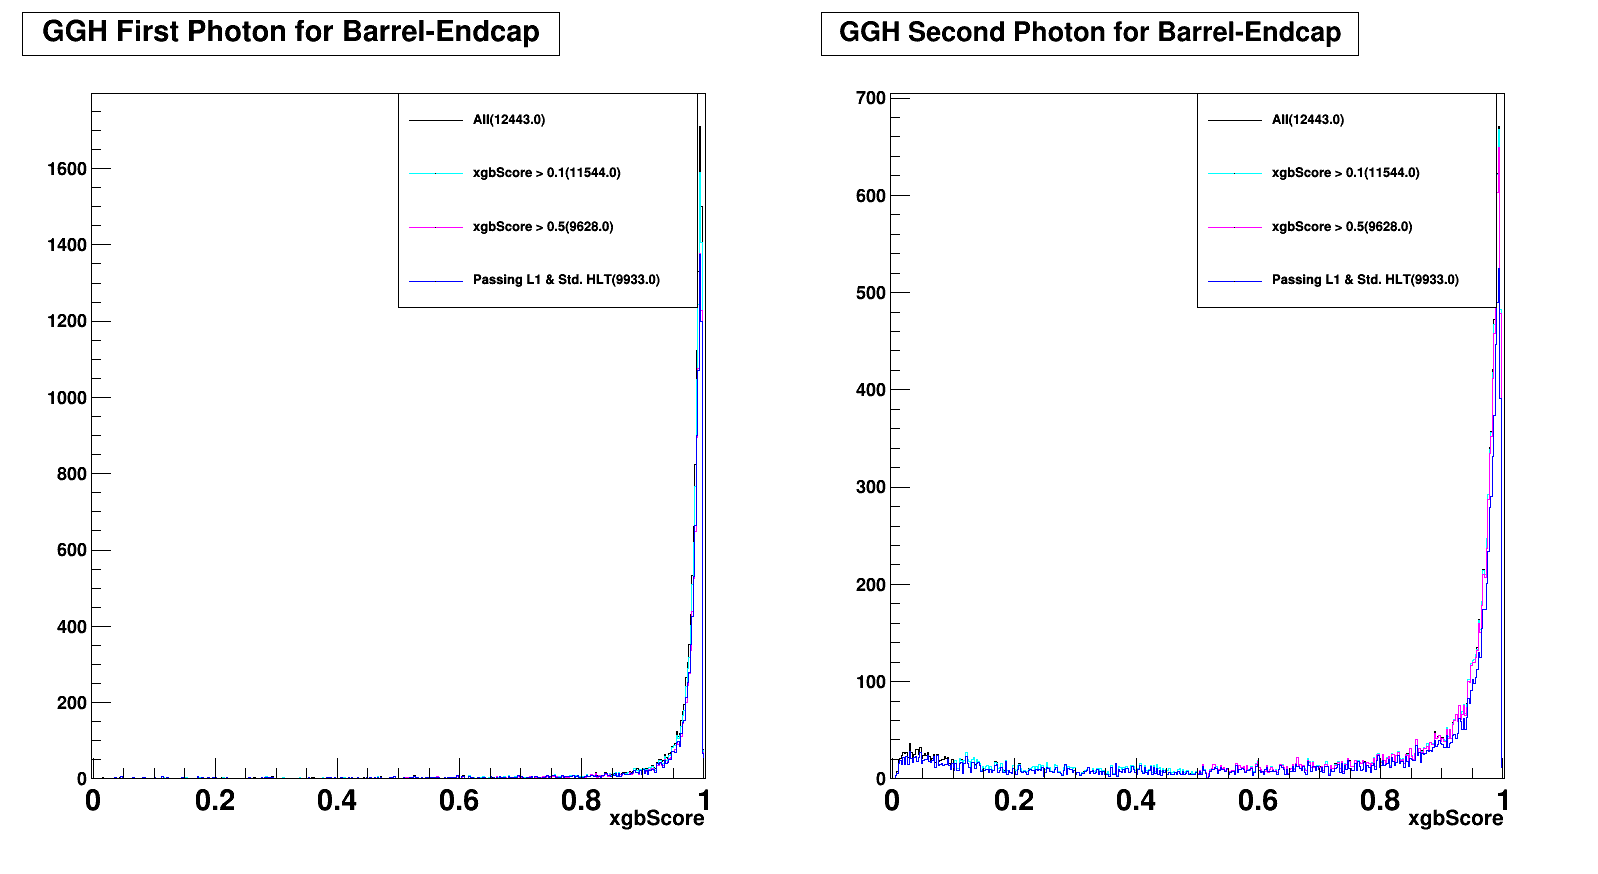 GGH First Photon for Barrel-Endcap
All(12443.0)
xgbScore > 0.1(11544.0)
xgbScore > 0.5(9628.0)
Passing L1 & Std. HLT(9933.0)
1600
1400
1200
1000
800
600
400
200
0
0 0.2 0.4 0.6 0.8 1
xgbScore
GGH Second Photon for Barrel-Endcap
All(12443.0)
xgbScore > 0.1(11544.0)
xgbScore > 0.5(9628.0)
Passing L1 & Std. HLT(9933.0)
700
600
500
400
300
200
100
0
0 0.2 0.4 0.6 0.8 1
xgbScore